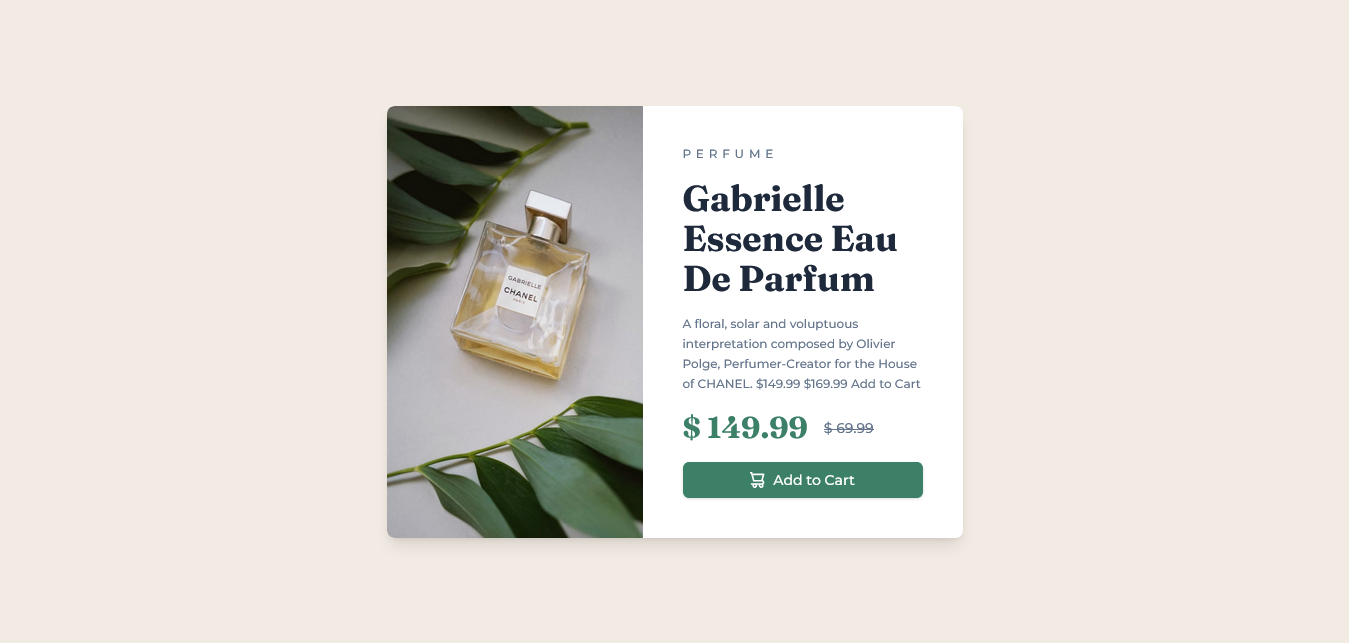 GABRIELLE
CHANEL
PARIS
PERFUME
Gabrielle
Essence Eau
De Parfum
A floral, solar and voluptuous
interpretation composed by Olivier
Polge, Perfumer-Creator for the House
of CHANEL. $149.99 $169.99 Add to Cart
$ 149.99 $ 69.99
Add to Cart